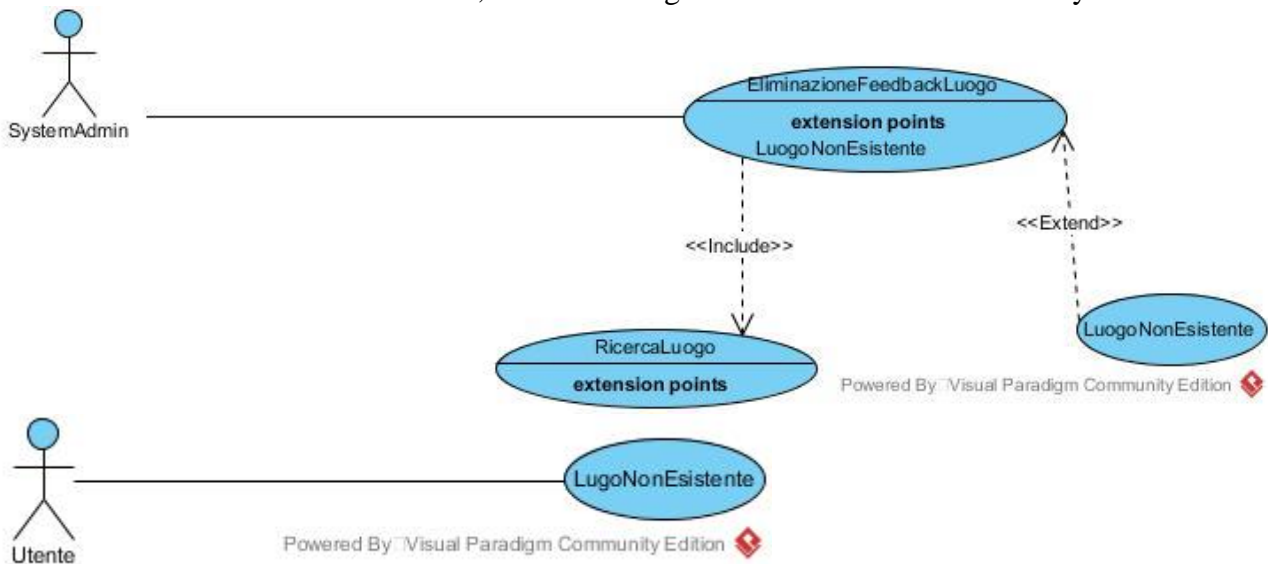 SystemAdmin
EliminazioneFeedbackLuogo
extension points
LuogoNonEsistente
<<Include>>
<<Extend>>
LuogoNonEsistente
RicercaLuogo
extension points
Powered By Visual Paradigm Community Edition
Utente
LugoNonEsistente
Powered By Visual Paradigm Community Edition